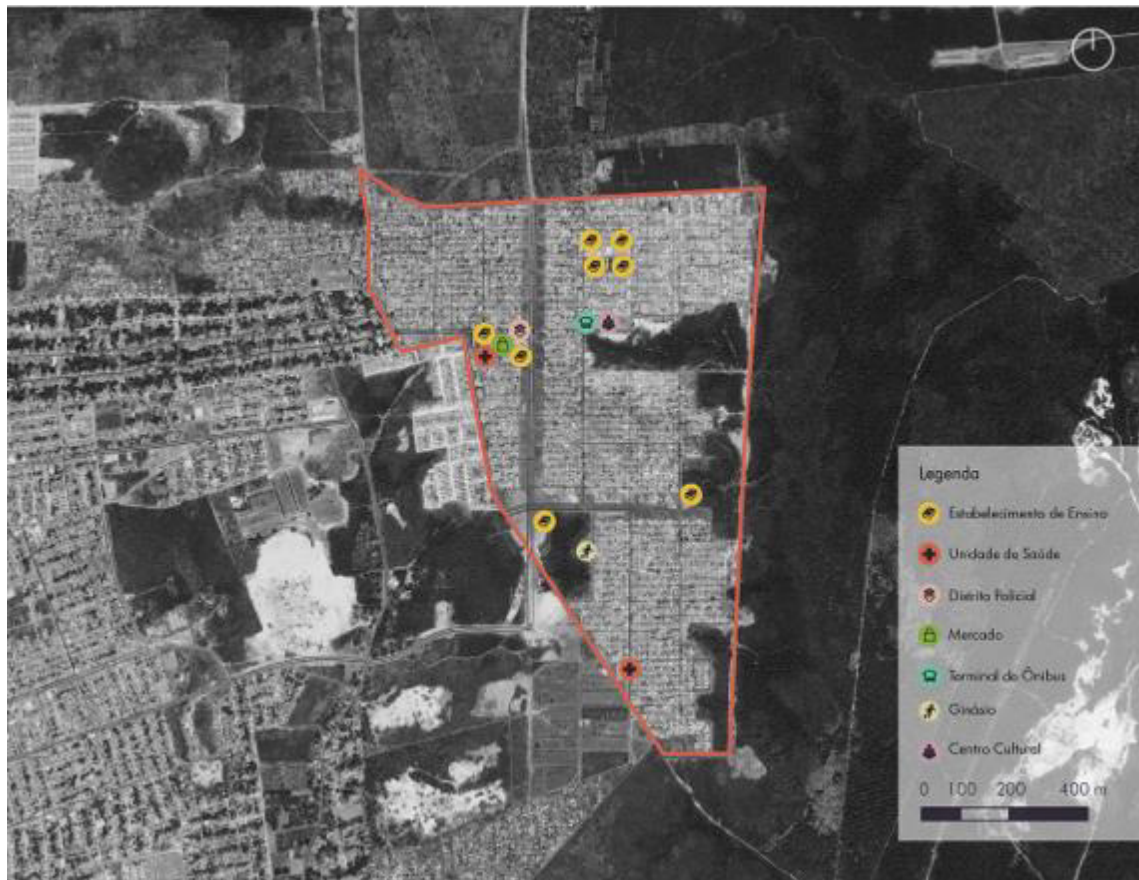 Legenda
Estabelecimento de Ensino
Unidade de Saúde
Distrito Policial
Mercado
Terminal de Ônibus
Ginásio
Centro Cultural
0 100 200 400 m